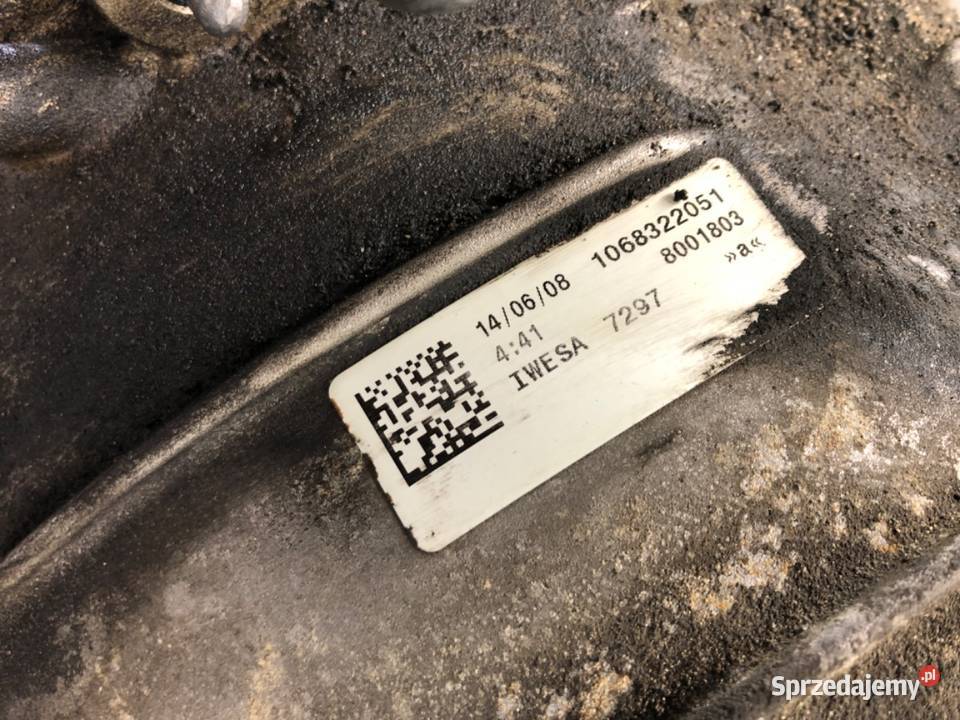 14/06/08 1068322051
4:41 8001803
IWESA 7297 »a«
Sprzedajemy.pl